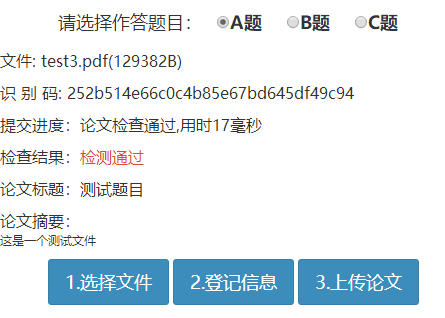 请选择作答题目： A题 B题 C题
文件: test3.pdf(129382B)
识 别 码: 252b514e66c0c4b85e67bd645df49c94
提交进度：论文检查通过,用时17毫秒
检查结果：检测通过
论文标题：测试题目
论文摘要：
这是一个测试文件
1.选择文件 2.登记信息 3.上传论文